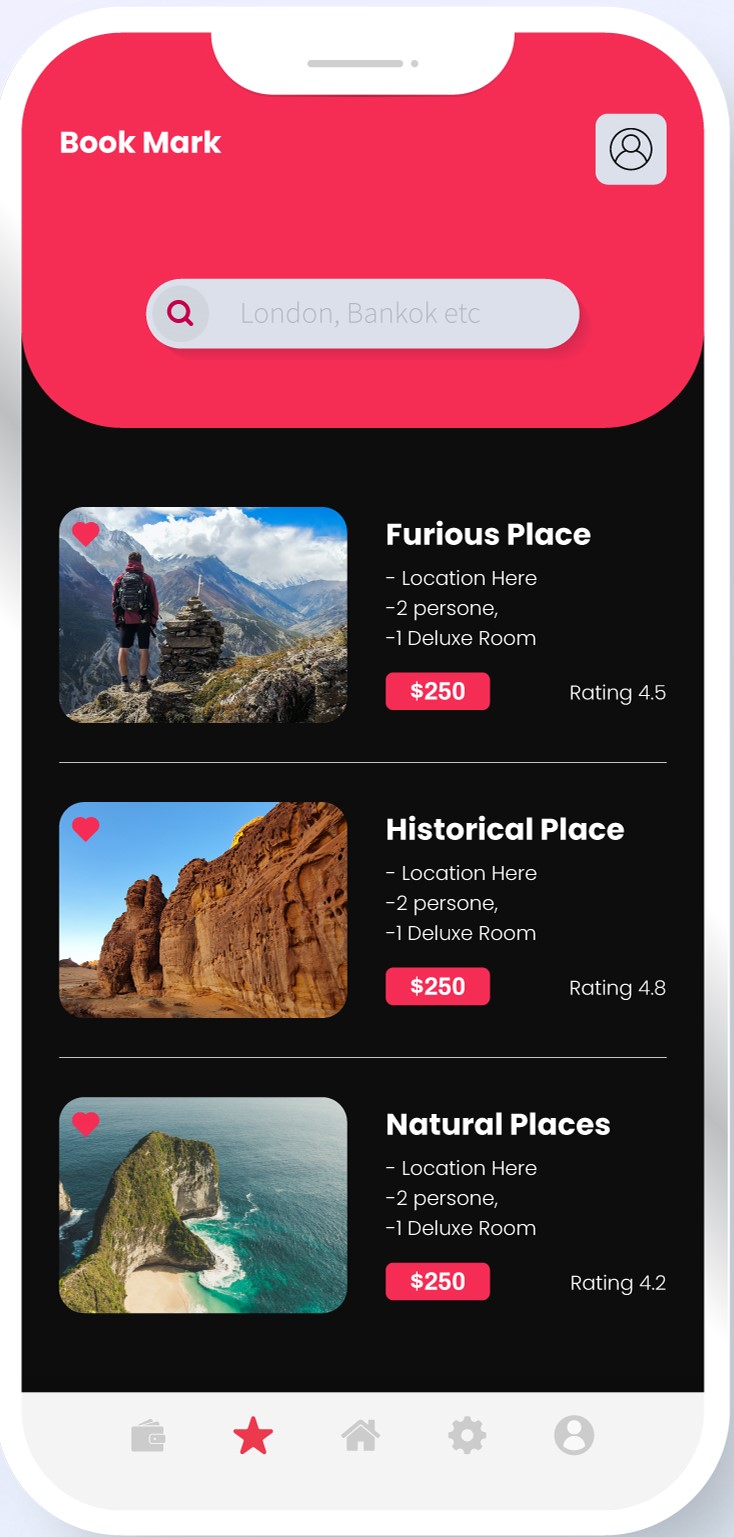 Book Mark
London, Bankok etc
Furious Place
- Location Here
-2 persone,
-1 Deluxe Room
$250
Rating 4.5
Historical Place
- Location Here
-2 persone,
-1 Deluxe Room
$250
Rating 4.8
Natural Places
- Location Here
-2 persone,
-1 Deluxe Room
$250
Rating 4.2